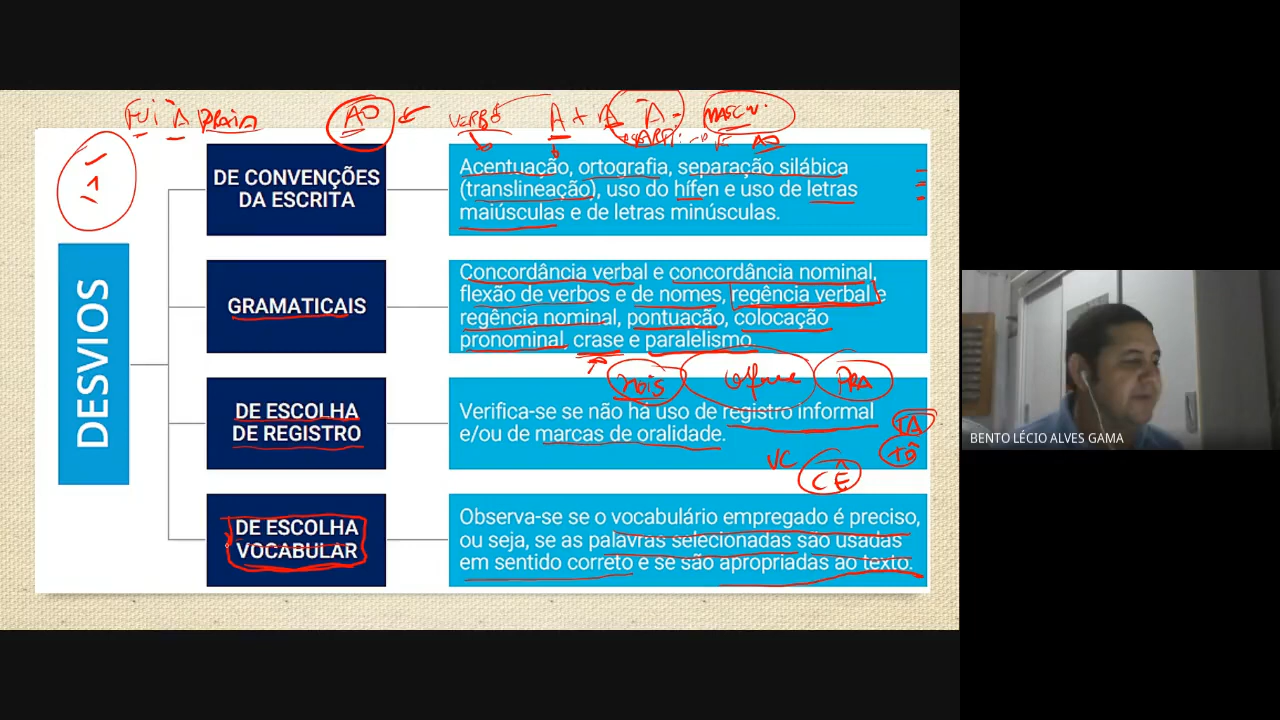 FUI À PRAIA
AO
VERBO
A + A
À =
MASCU.
AO
DESVIOS
DE CONVENÇÕES
DA ESCRITA
Acentuação, ortografia, separação silábica
(translineação), uso do hífen e uso de letras
maiúsculas e de letras minúsculas.
GRAMATICAIS
Concordância verbal e concordância nominal,
flexão de verbos e de nomes, regência verbal e
regência nominal, pontuação, colocação
pronominal, crase e paralelismo.
PRA
DE ESCOLHA
DE REGISTRO
Verifica-se se não há uso de registro informal
e/ou de marcas de oralidade.
TÁ
TÔ
VC
CÊ
DE ESCOLHA
VOCABULAR
Observa-se se o vocabulário empregado é preciso,
ou seja, se as palavras selecionadas são usadas
em sentido correto e se são apropriadas ao texto.
BENTO LÉCIO ALVES GAMA